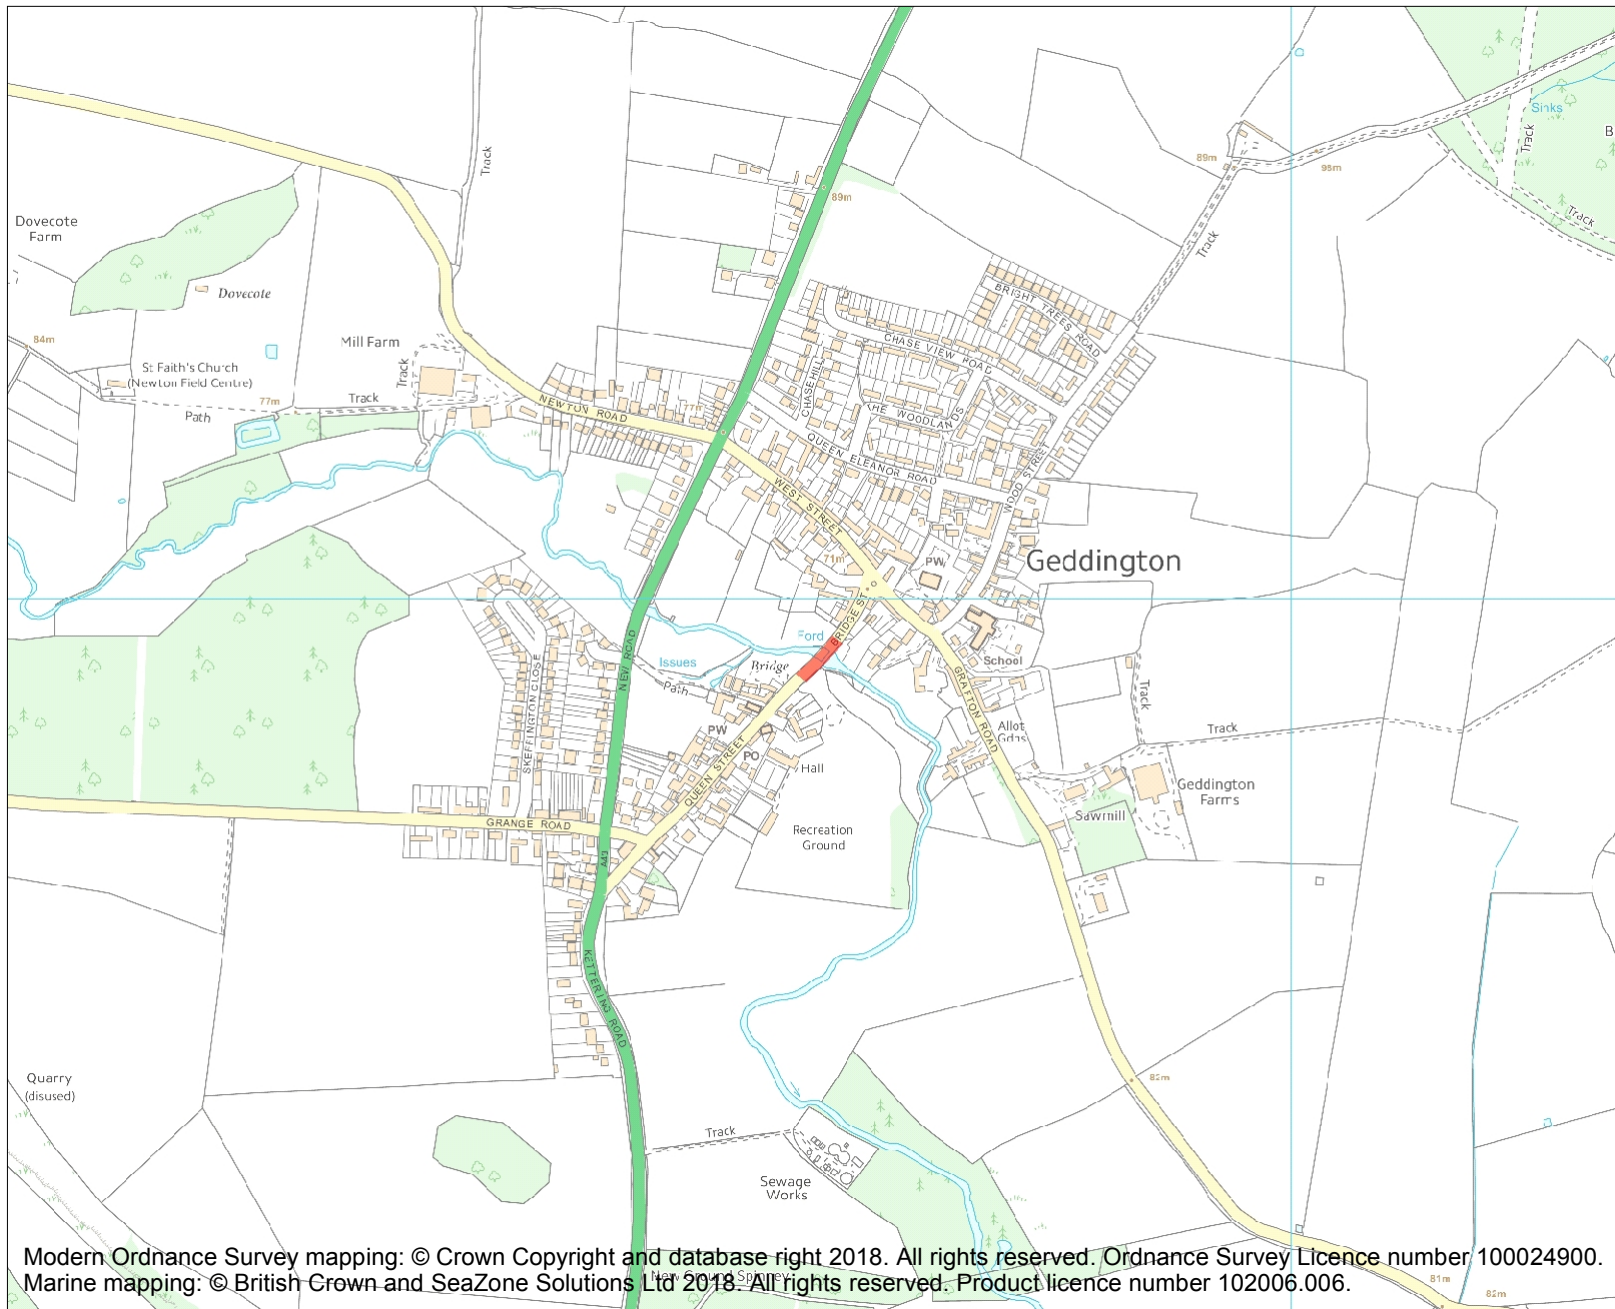 Sinks
B
Track
Track
89m
98m
Track
89m
Track
Dovecote
Farm
Dovecote
BRIGHT TREES ROAD
84m
Mill Farm
CHASE VIEW ROAD
St Faith's Church
(Newton Field Centre)
Track
CHASE HILL
77m
Track
Path
NEWTON ROAD
77m
THE WOODLANDS
QUEEN ELEANOR ROAD
WOOD STREET
WEST STREET
71m
PW
Geddington
BRIDGE ST
Ford
NEW ROAD
Issues
Bridge
School
Path
SKEFFINGTON CLOSE
GRAFTON ROAD
Track
PW
Allot
Gdns
Track
PO
QUEEN STREET
Hall
Geddington
Farms
Sawmill
GRANGE ROAD
Recreation
Ground
A43
KETTERING ROAD
Quarry
(disused)
82m
Track
Sewage
Works
Modern Ordnance Survey mapping: © Crown Copyright and database right 2018. All rights reserved. Ordnance Survey Licence number 100024900.
New Ground Spinney
Marine mapping: © British Crown and SeaZone Solutions Ltd 2018. All rights reserved. Product licence number 102006.006.
81m
82m